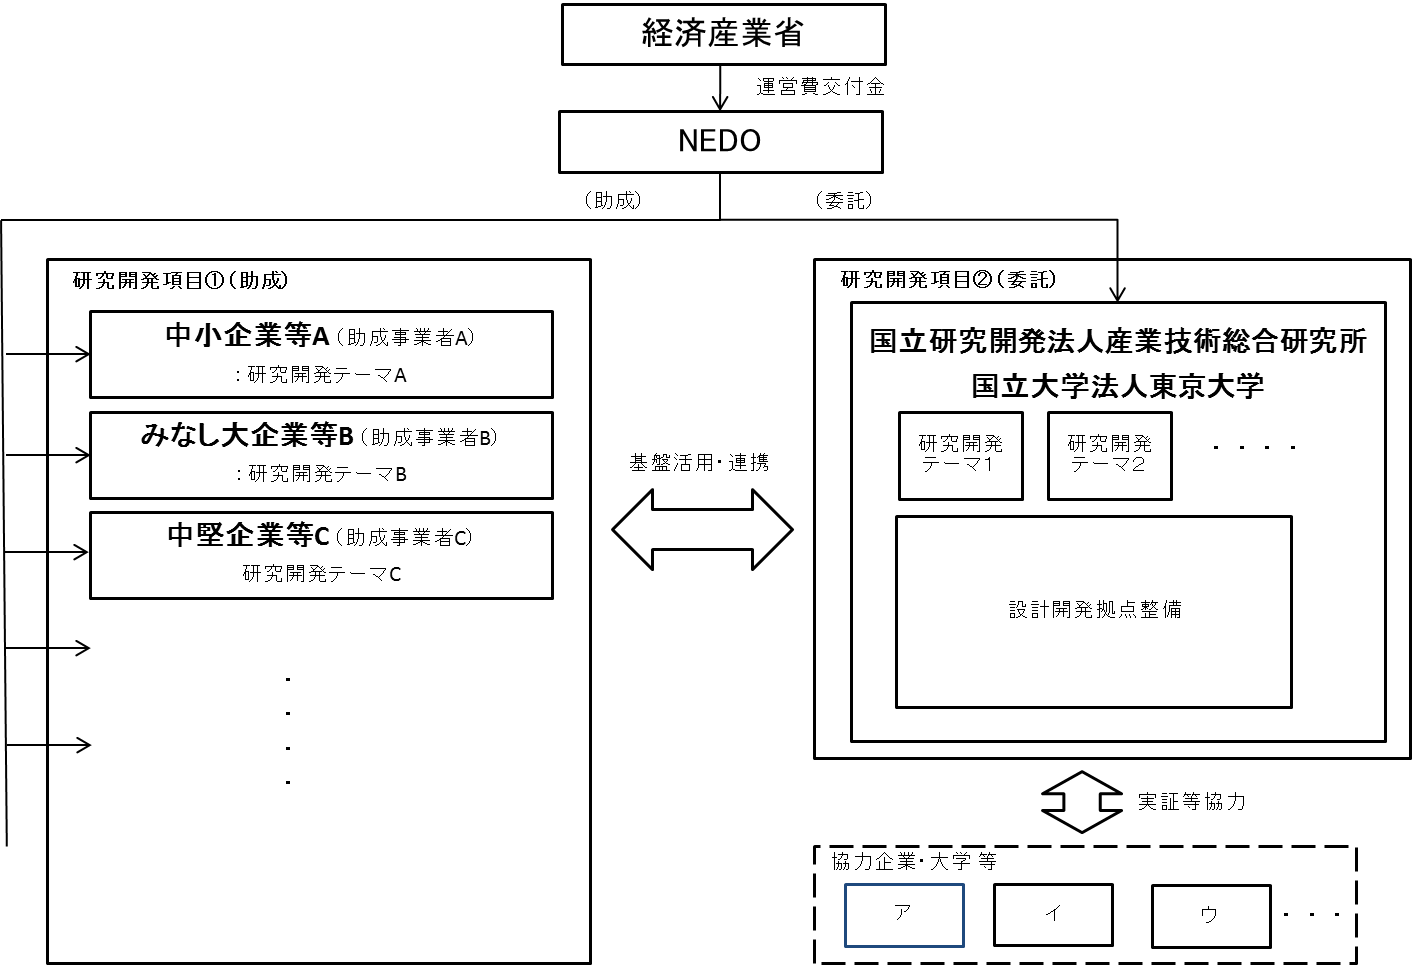 経済産業省
運営費交付金
NEDO
（助成）
（委託）
研究開発項目①（助成）
中小企業等A（助成事業者A）
：研究開発テーマA
みなし大企業等B（助成事業者B）
：研究開発テーマB
中堅企業等C（助成事業者C）
研究開発テーマC
・
・
・
・
基盤活用・連携
研究開発項目②（委託）
国立研究開発法人産業技術総合研究所
国立大学法人東京大学
研究開発
テーマ１
研究開発
テーマ２
・・・・
設計開発拠点整備
実証等協力
協力企業・大学 等
ア
イ
ウ
・・・